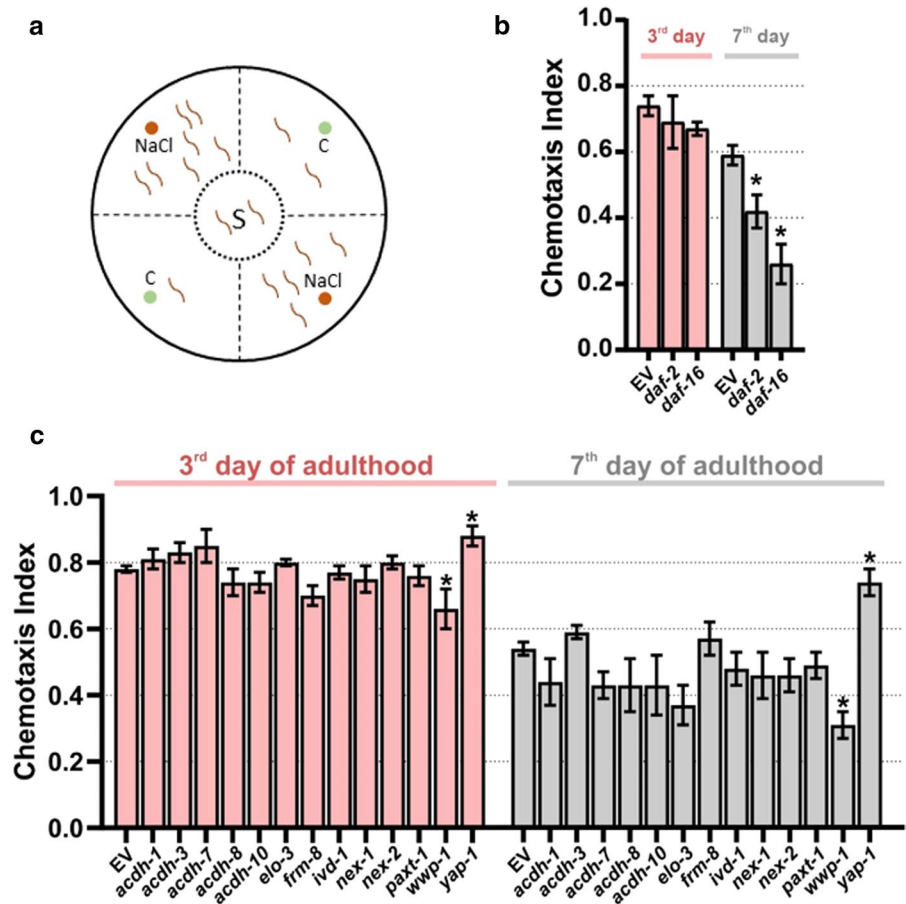 a
NaCl
C
S
C
NaCl
b
3rd day
7th day
Chemotaxis Index
1.0
0.8
0.6
0.4
0.2
0.0
*
*
EV
daf-2
daf-16
EV
daf-2
daf-16
c
3rd day of adulthood
7th day of adulthood
Chemotaxis Index
1.0
0.8
0.6
0.4
0.2
0.0
*
*
*
*
EV
acdh-1
acdh-3
acdh-7
acdh-8
acdh-10
elo-3
frm-8
ivd-1
nex-1
nex-2
paxt-1
wwp-1
yap-1
EV
acdh-1
acdh-3
acdh-7
acdh-8
acdh-10
elo-3
frm-8
ivd-1
nex-1
nex-2
paxt-1
wwp-1
yap-1